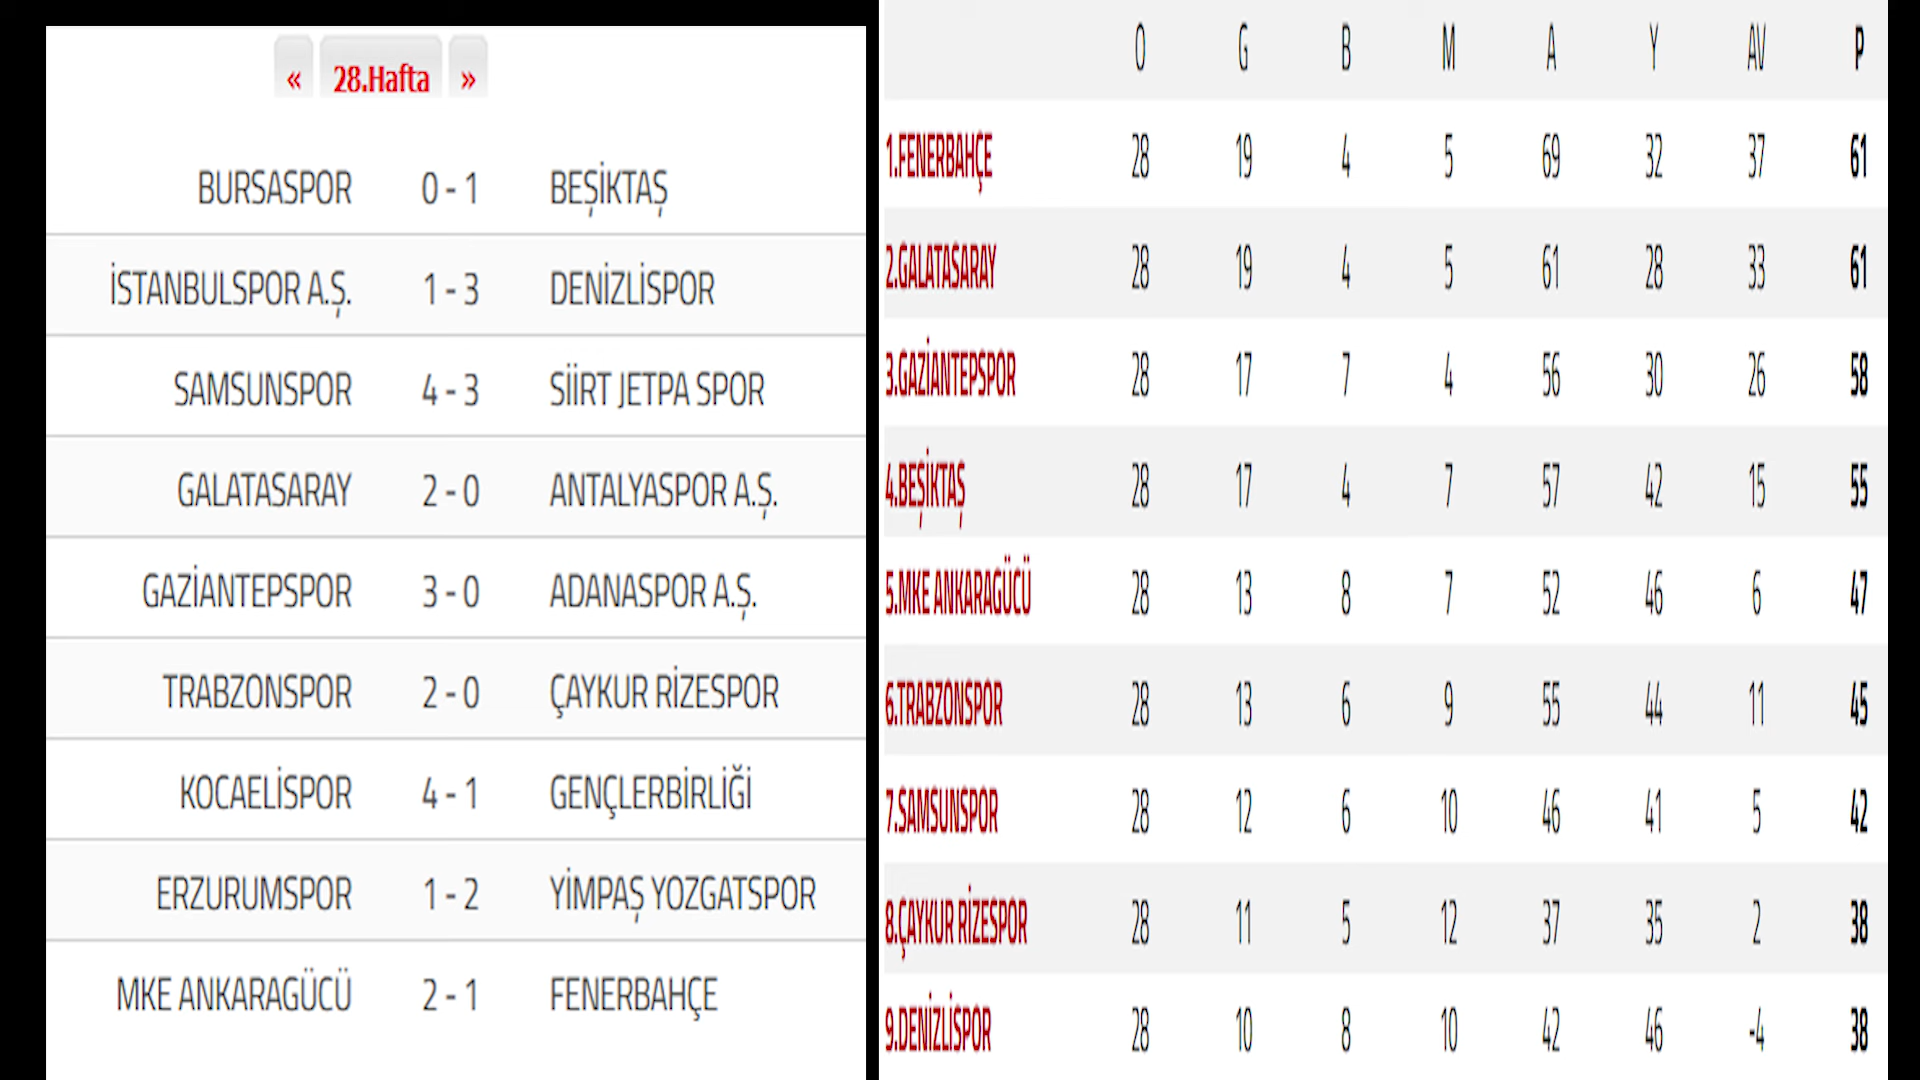 « 28.Hafta »
BURSASPOR 0 - 1 BEŞİKTAŞ
İSTANBULSPOR A.Ş. 1 - 3 DENİZLİSPOR
SAMSUNSPOR 4 - 3 SİİRT JETPA SPOR
GALATASARAY 2 - 0 ANTALYASPOR A.Ş.
GAZİANTEPSPOR 3 - 0 ADANASPOR A.Ş.
TRABZONSPOR 2 - 0 ÇAYKUR RİZESPOR
KOCAELİSPOR 4 - 1 GENÇLERBİRLİĞİ
ERZURUMSPOR 1 - 2 YİMPAŞ YOZGATSPOR
MKE ANKARAGÜCÜ 2 - 1 FENERBAHÇE
O G B M A Y AV P
1.FENERBAHÇE 28 19 4 5 69 32 37 61
2.GALATASARAY 28 19 4 5 61 28 33 61
3.GAZİANTEPSPOR 28 17 7 4 56 30 26 58
4.BEŞİKTAŞ 28 17 4 7 57 42 15 55
5.MKE ANKARAGÜCÜ 28 13 8 7 52 46 6 47
6.TRABZONSPOR 28 13 6 9 55 44 11 45
7.SAMSUNSPOR 28 12 6 10 46 41 5 42
8.ÇAYKUR RİZESPOR 28 11 5 12 37 35 2 38
9.DENİZLİSPOR 28 10 8 10 42 46 -4 38